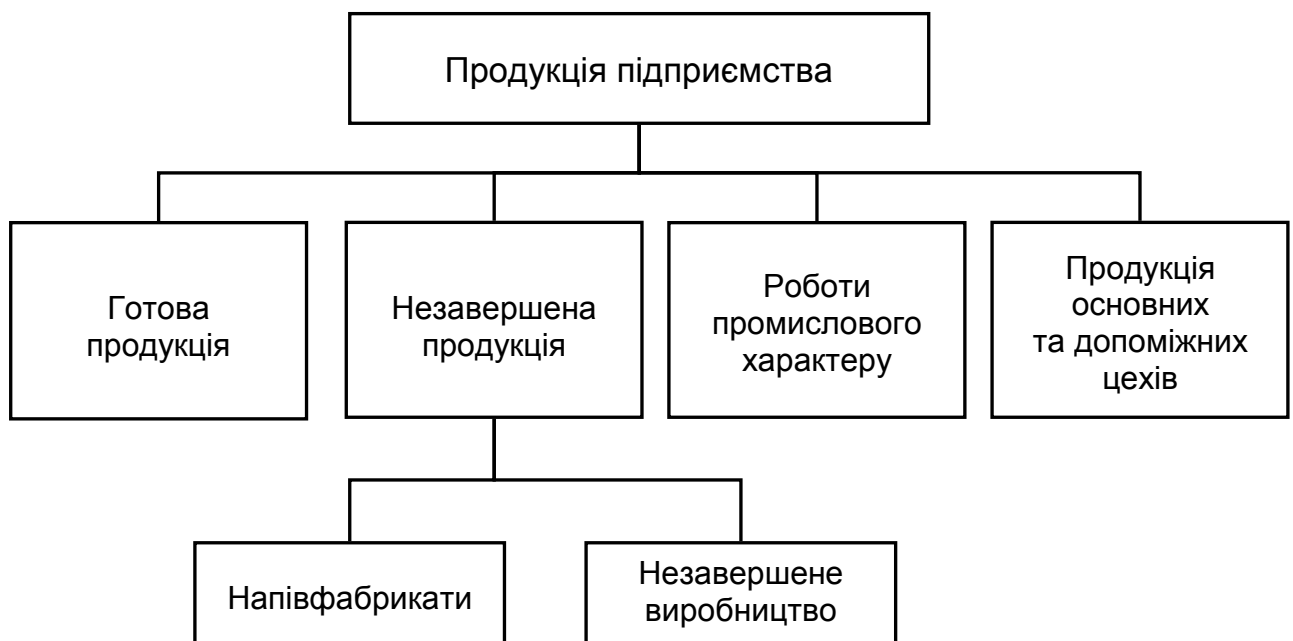 Продукція підприємства
Готова
продукція
Незавершена
продукція
Роботи
промислового
характеру
Продукція
основних
та допоміжних
цехів
Напівфабрикати
Незавершене
виробництво